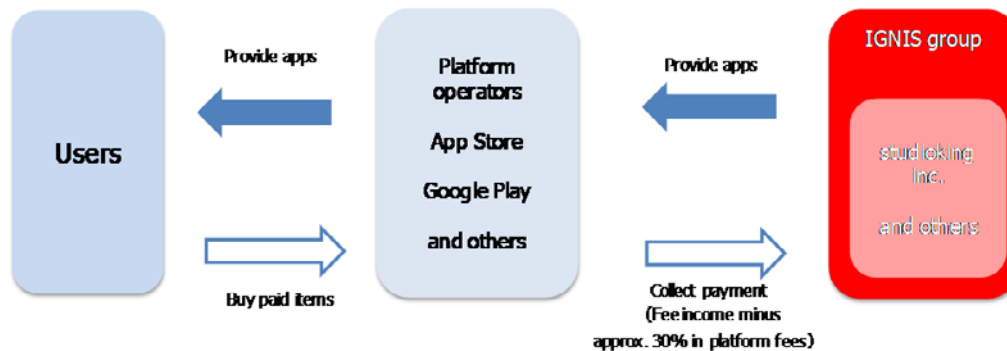 Provide apps
Users
Buy paid items
Platform
operators
App Store
Google Play
and others
Provide apps
Collect payment
(Fee income minus
approx. 30% in platform fees)
IGNIS group
studioking
inc.
and others